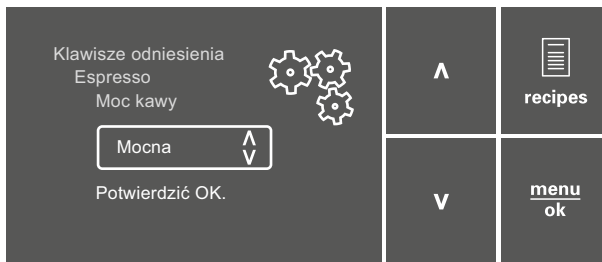 Klawisze odniesienia
Espresso
Moc kawy
Mocna
Potwierdzić OK.
recipes
menu
ok